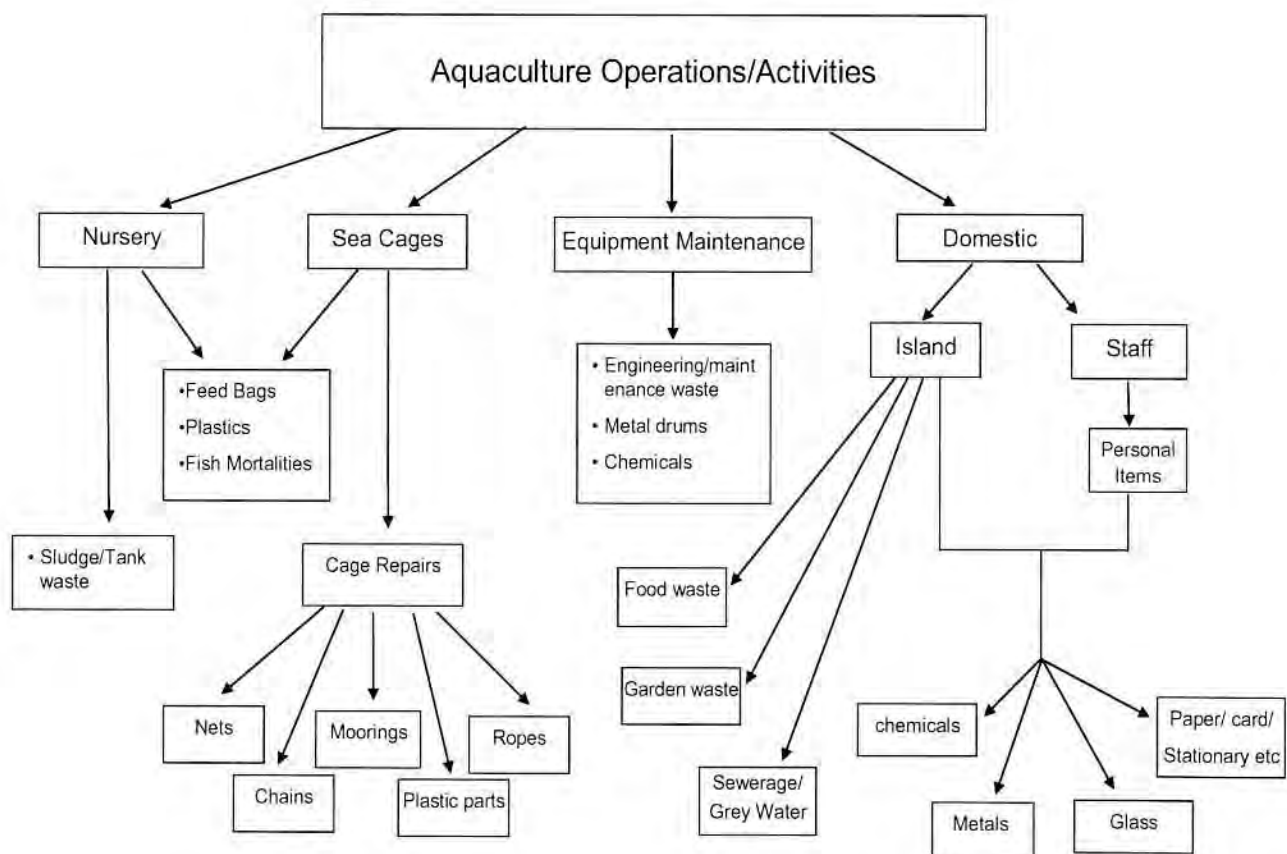 Aquaculture Operations/Activities
Nursery
Sea Cages
Equipment Maintenance
Domestic
Island
Staff
•Feed Bags
•Plastics
•Fish Mortalities
• Engineering/maint
enance waste
• Metal drums
• Chemicals
Personal
Items
• Sludge/Tank
waste
Cage Repairs
Food waste
Garden waste
Nets
Moorings
Ropes
Chains
Plastic parts
Sewerage/
Grey Water
chemicals
Paper/ card/
Stationary etc
Metals
Glass